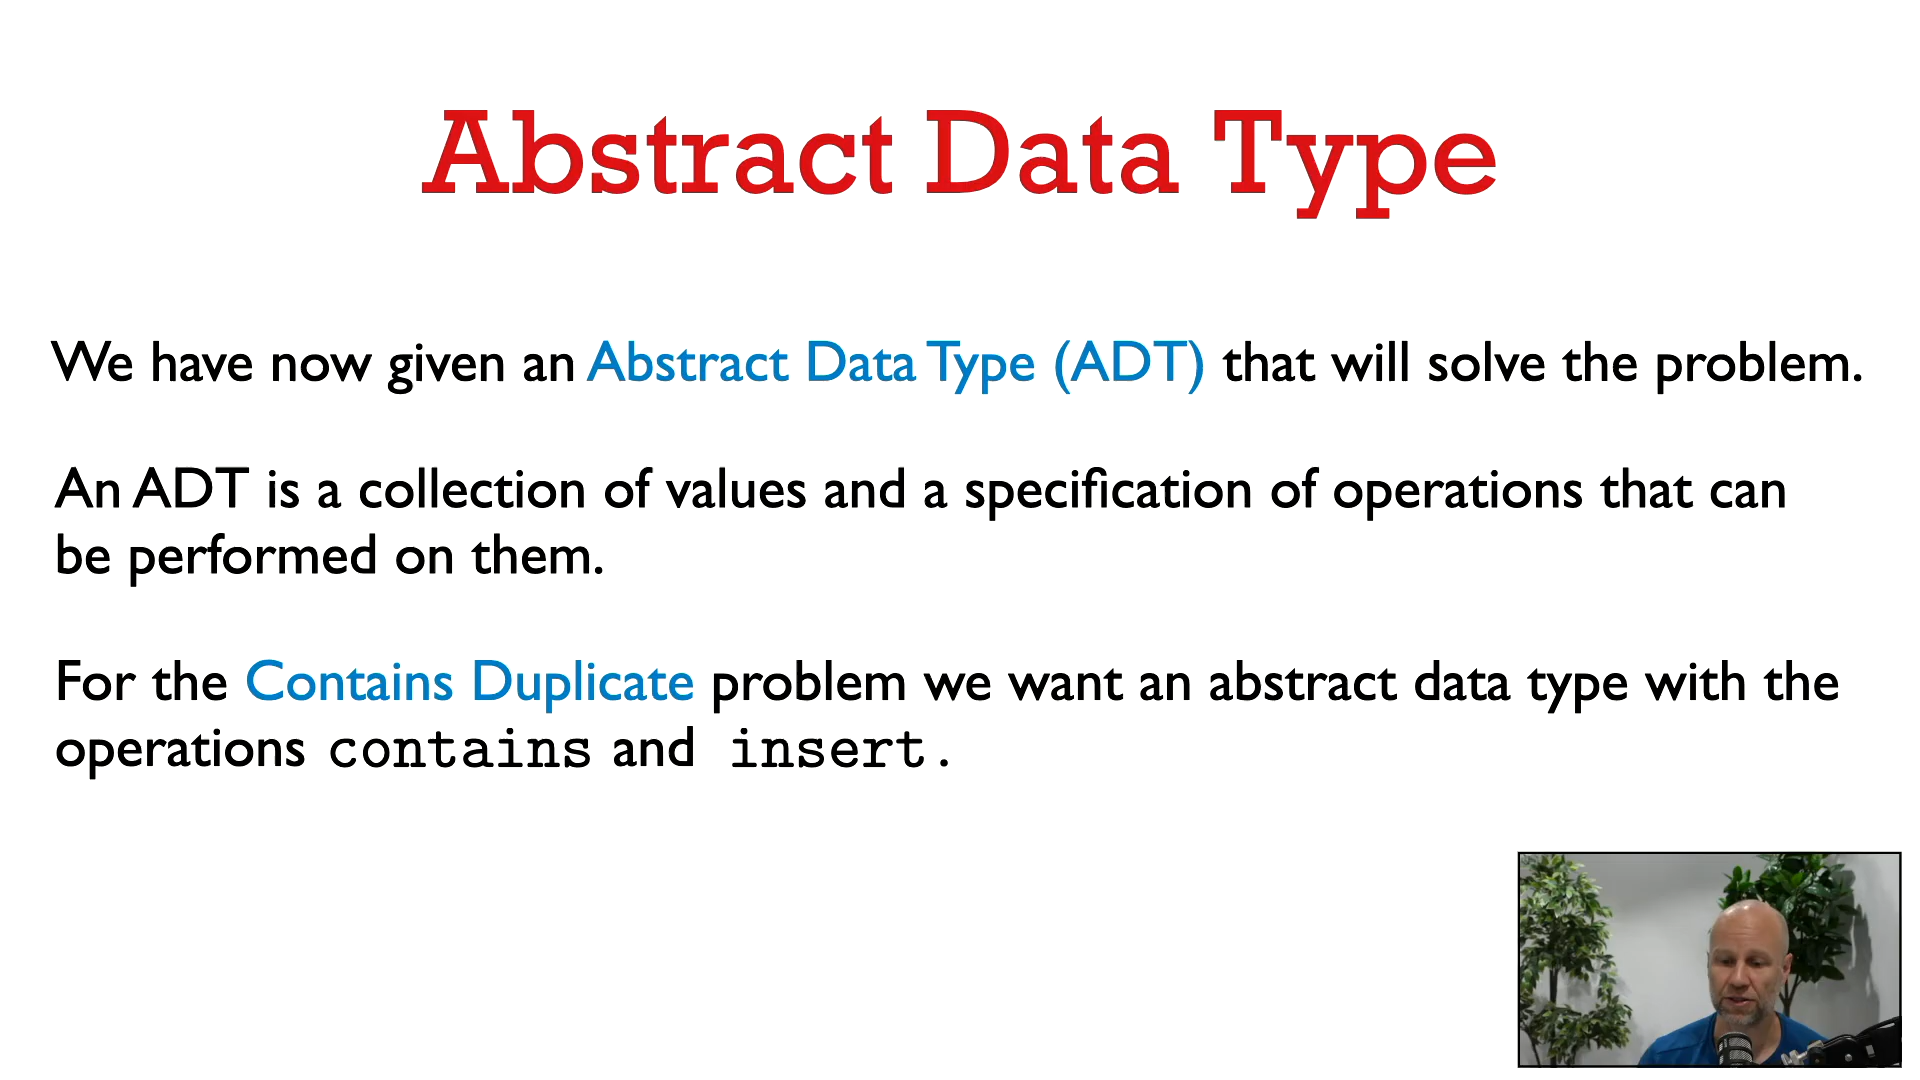 Abstract Data Type
We have now given an Abstract Data Type (ADT) that will solve the problem.
An ADT is a collection of values and a specification of operations that can
be performed on them.
For the Contains Duplicate problem we want an abstract data type with the
operations contains and insert.